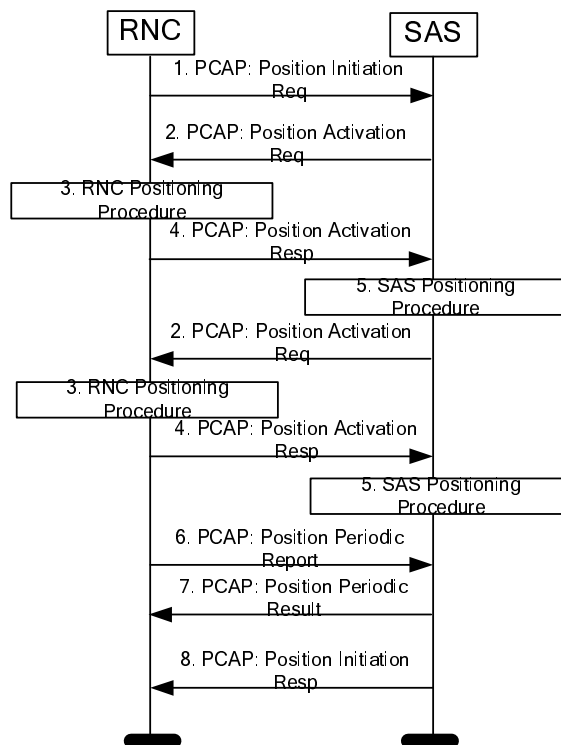 RNC
SAS
1. PCAP: Position Initiation
Req
2. PCAP: Position Activation
Req
3. RNC Positioning
Procedure
4. PCAP: Position Activation
Resp
5. SAS Positioning
Procedure
2. PCAP: Position Activation
Req
3. RNC Positioning
Procedure
4. PCAP: Position Activation
Resp
5. SAS Positioning
Procedure
6. PCAP: Position Periodic
Report
7. PCAP: Position Periodic
Result
8. PCAP: Position Initiation
Resp